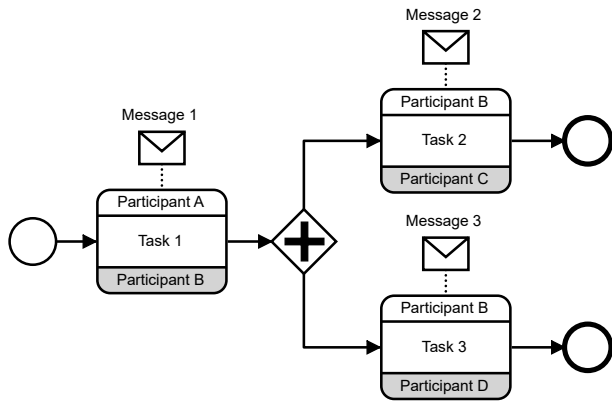 Message 2
Participant B
Task 2
Participant C
Message 1
Participant A
Task 1
Participant B
Message 3
Participant B
Task 3
Participant D